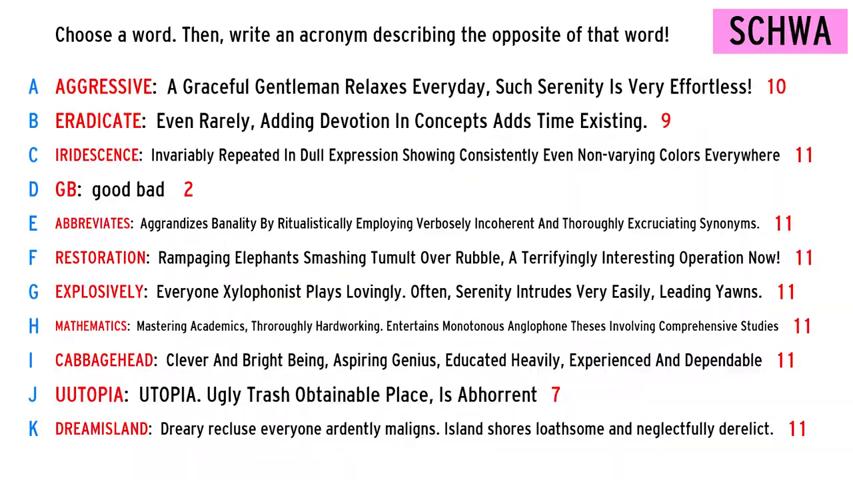 Choose a word. Then, write an acronym describing the opposite of that word!
SCHWA
A AGGRESSIVE: A Graceful Gentleman Relaxes Everyday, Such Serenity Is Very Effortless! 10
B ERADICATE: Even Rarely, Adding Devotion In Concepts Adds Time Existing. 9
C IRIDESCENCE: Invariably Repeated In Dull Expression Showing Consistently Even Non-varying Colors Everywhere 11
D GB: good bad 2
E ABBREVIATES: Aggrandizes Banality By Ritualistically Employing Verbosely Incoherent And Thoroughly Excruciating Synonyms. 11
F RESTORATION: Rampaging Elephants Smashing Tumult Over Rubble, A Terrifyingly Interesting Operation Now! 11
G EXPLOSIVELY: Everyone Xylophonist Plays Lovingly. Often, Serenity Intrudes Very Easily, Leading Yawns. 11
H MATHEMATICS: Mastering Academics, Throroughly Hardworking. Entertains Monotonous Anglophone Theses Involving Comprehensive Studies 11
I CABBAGEHEAD: Clever And Bright Being, Aspiring Genius, Educated Heavily, Experienced And Dependable 11
J UUTOPIA: UTOPIA. Ugly Trash Obtainable Place, Is Abhorrent 7
K DREAMISLAND: Dreary recluse everyone ardently maligns. Island shores loathsome and neglectfully derelict. 11